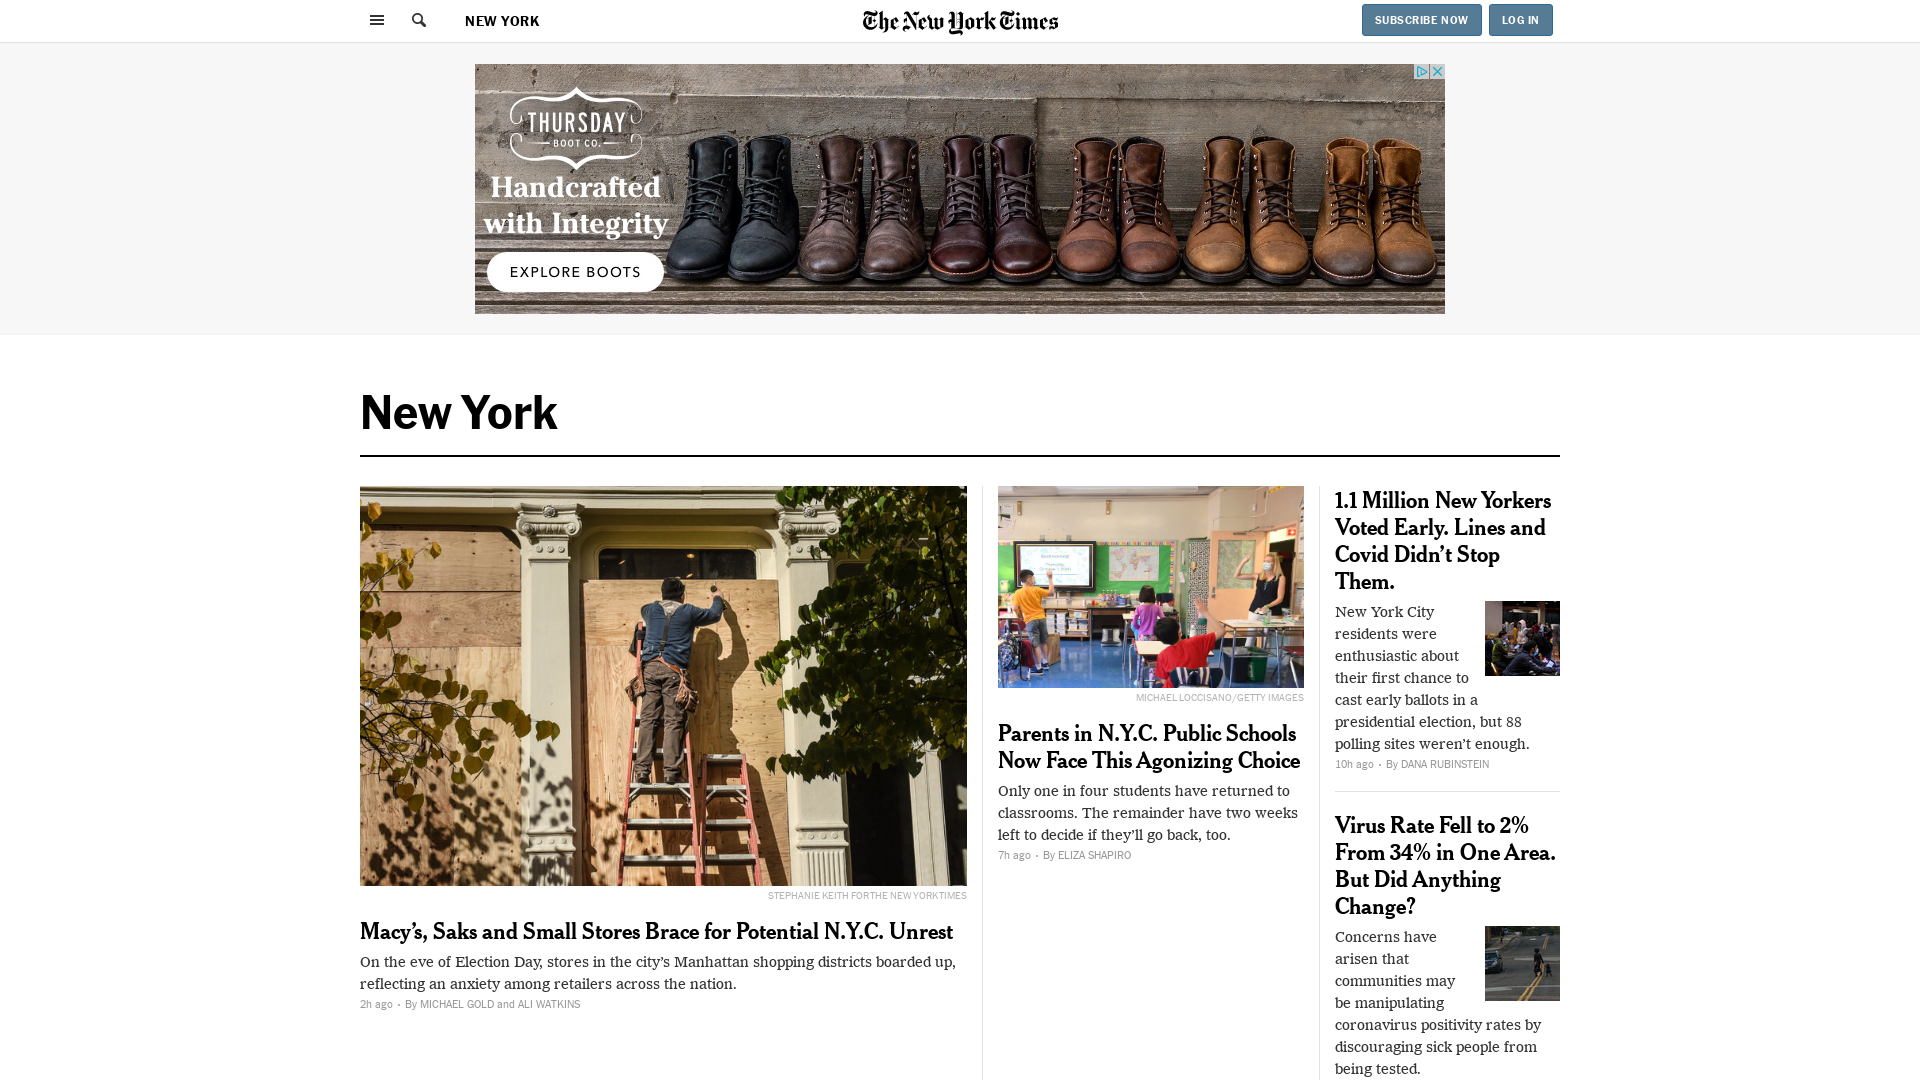 NEW YORK
The New York Times
SUBSCRIBE NOW
LOG IN
THURSDAY
BOOT CO.
Handcrafted
with Integrity
EXPLORE BOOTS
New York
STEPHANIE KEITH FOR THE NEW YORK TIMES
Macy’s, Saks and Small Stores Brace for Potential N.Y.C. Unrest
On the eve of Election Day, stores in the city’s Manhattan shopping districts boarded up,
reflecting an anxiety among retailers across the nation.
2h ago • By MICHAEL GOLD and ALI WATKINS
MICHAEL LOCCISANO/GETTY IMAGES
Parents in N.Y.C. Public Schools
Now Face This Agonizing Choice
Only one in four students have returned to
classrooms. The remainder have two weeks
left to decide if they’ll go back, too.
7h ago • By ELIZA SHAPIRO
1.1 Million New Yorkers
Voted Early. Lines and
Covid Didn’t Stop
Them.
New York City
residents were
enthusiastic about
their first chance to
cast early ballots in a
presidential election, but 88
polling sites weren’t enough.
10h ago • By DANA RUBINSTEIN
Virus Rate Fell to 2%
From 34% in One Area.
But Did Anything
Change?
Concerns have
arisen that
communities may
be manipulating
coronavirus positivity rates by
discouraging sick people from
being tested.